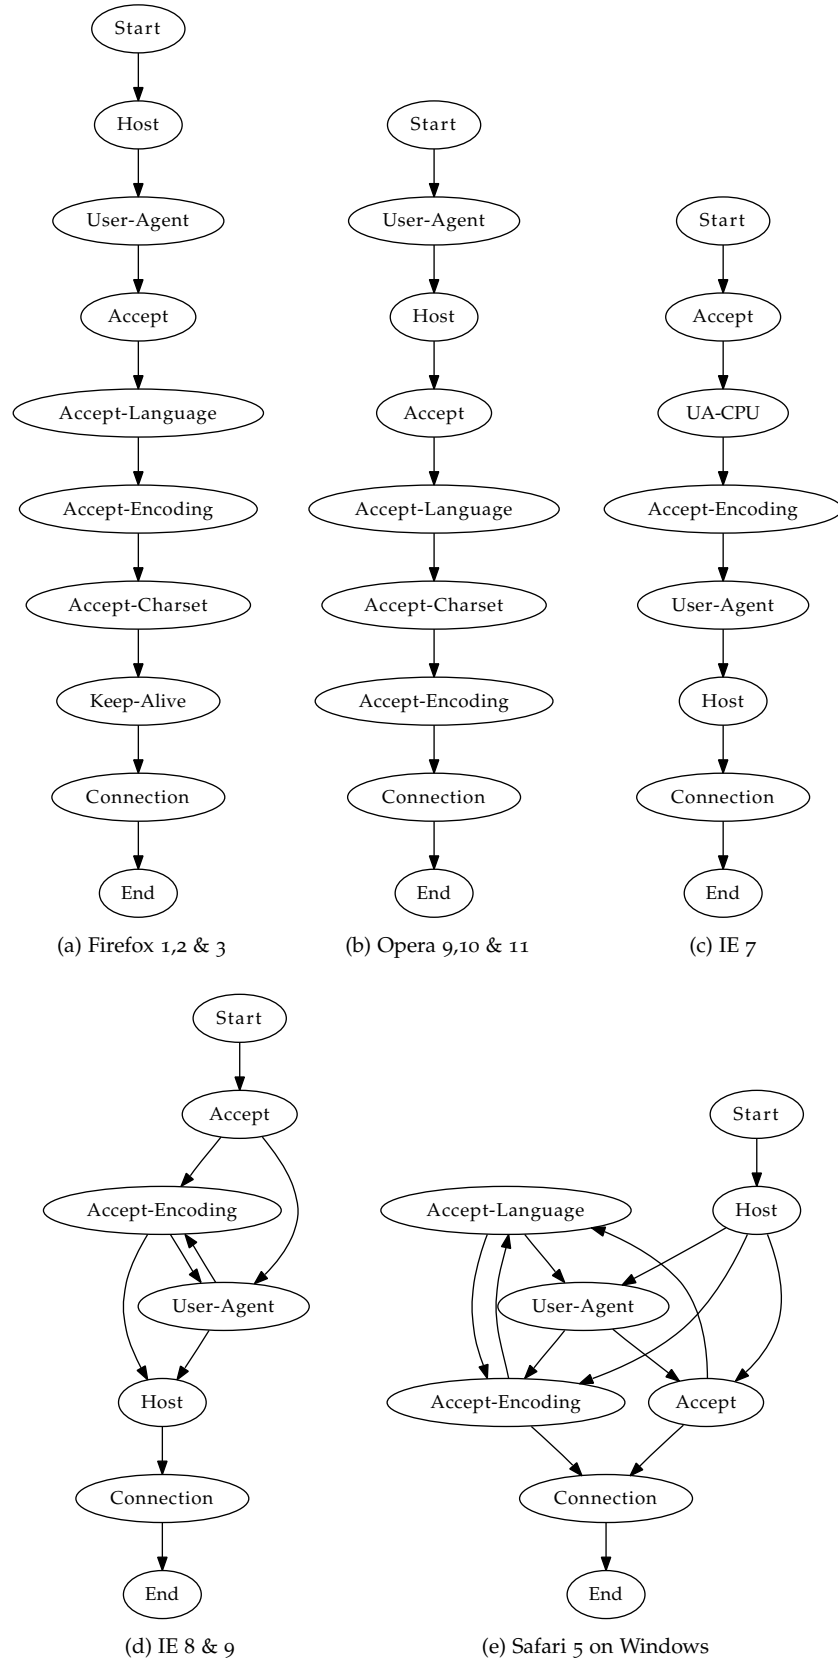 Start
Host
User-Agent
Accept
Accept-Language
Accept-Encoding
Accept-Charset
Keep-Alive
Connection
End
(a) Firefox 1,2 & 3
Start
User-Agent
Host
Accept
Accept-Language
Accept-Charset
Accept-Encoding
Connection
End
(b) Opera 9,10 & 11
Start
Accept
UA-CPU
Accept-Encoding
User-Agent
Host
Connection
End
(c) IE 7
Start
Accept
Accept-Encoding
User-Agent
Host
Connection
End
(d) IE 8 & 9
Start
Accept-Language
Host
User-Agent
Accept-Encoding
Accept
Connection
End
(e) Safari 5 on Windows